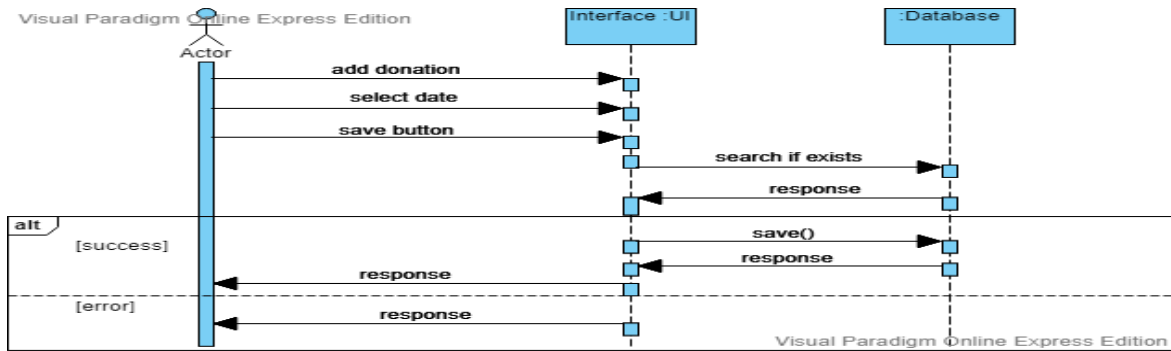 Visual Paradigm Online Express Edition
Interface :UI
:Database
Actor
add donation
select date
save button
search if exists
response
alt
[success]
save()
response
response
[error]
response
Visual Paradigm Online Express Edition